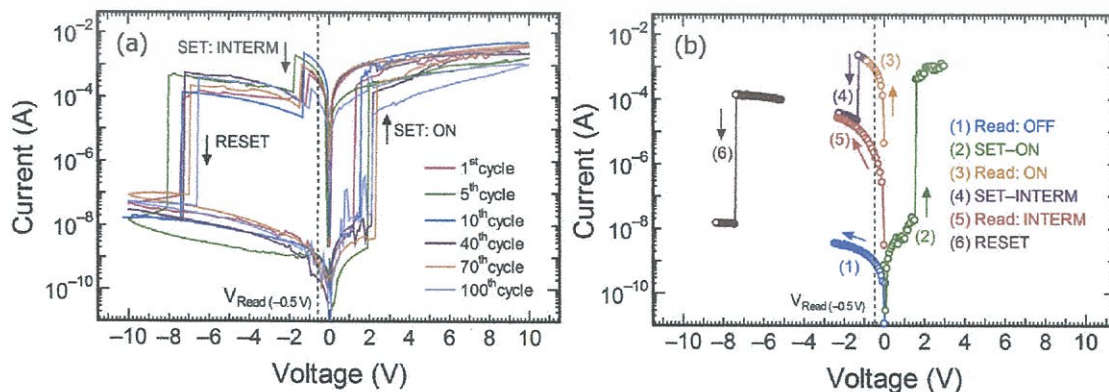 (a)
SET: INTERM
RESET
SET: ON
1st cycle
5th cycle
10th cycle
40th cycle
70th cycle
100th cycle
V Read (−0.5 V)
Current (A)
10−2
10−4
10−6
10−8
10−10
−10 −8 −6 −4 −2 0 2 4 6 8 10
Voltage (V)
(b)
(3)
(4)
(5)
(6)
(2)
(1)
(1) Read: OFF
(2) SET–ON
(3) Read: ON
(4) SET–INTERM
(5) Read: INTERM
(6) RESET
V Read (−0.5 V)
Current (A)
10−2
10−4
10−6
10−8
10−10
−10 −8 −6 −4 −2 0 2 4 6 8 10
Voltage (V)